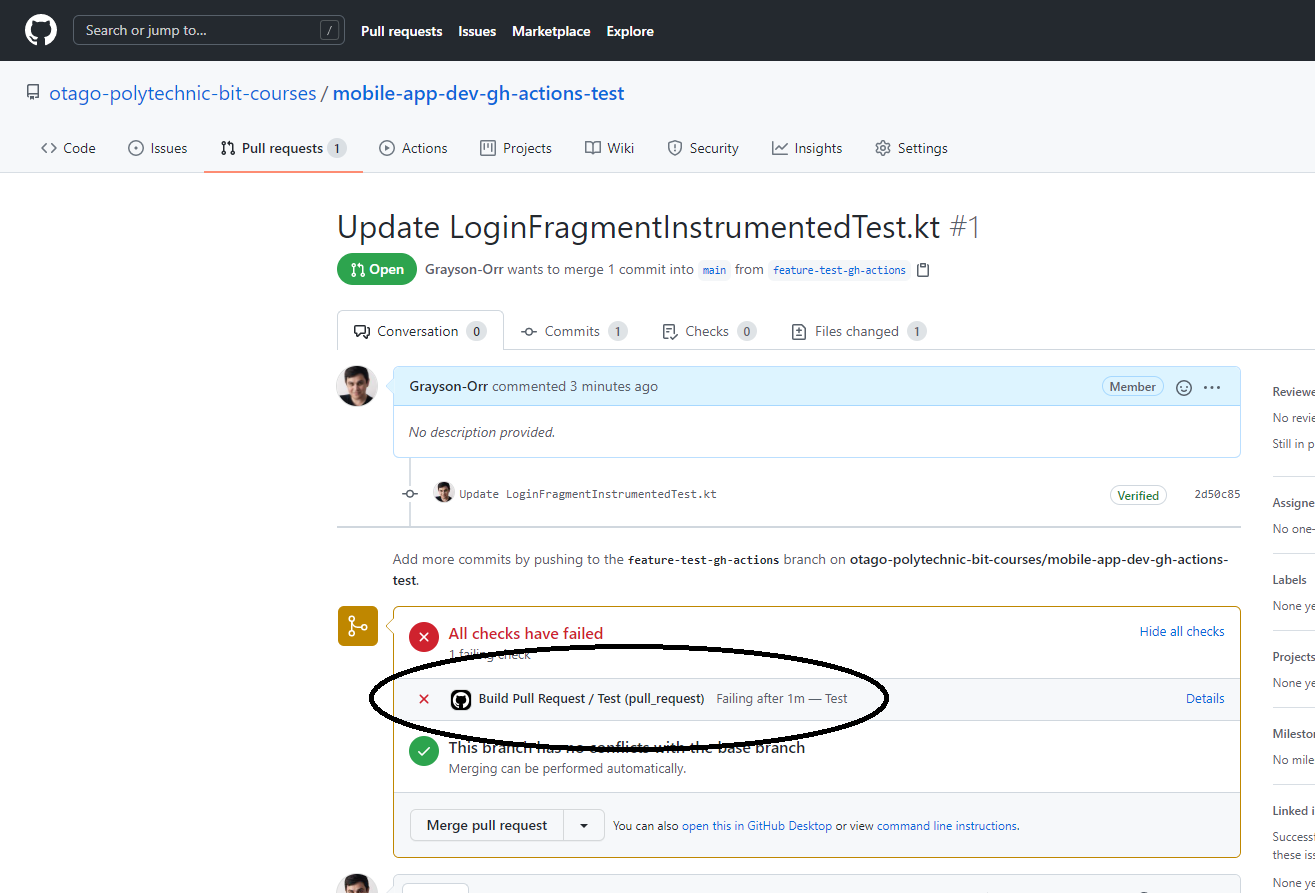 Search or jump to... /
Pull requests Issues Marketplace Explore
otago-polytechnic-bit-courses / mobile-app-dev-gh-actions-test
Code Issues Pull requests 1 Actions Projects Wiki Security Insights Settings
Update LoginFragmentInstrumentedTest.kt #1
Open Grayson-Orr wants to merge 1 commit into main from feature-test-gh-actions
Conversation 0 Commits 1 Checks 0 Files changed 1
Grayson-Orr commented 3 minutes ago Member
No description provided.
Update LoginFragmentInstrumentedTest.kt Verified 2d50c85
Add more commits by pushing to the feature-test-gh-actions branch on otago-polytechnic-bit-courses/mobile-app-dev-gh-actions-
test.
All checks have failed Hide all checks
1 failing check
Build Pull Request / Test (pull_request) Failing after 1m — Test Details
This branch has no conflicts with the base branch
Merging can be performed automatically.
Merge pull request You can also open this in GitHub Desktop or view command line instructions.
Reviewe
No revie
Still in p
Assigne
No one-
Labels
None ye
Projects
None ye
Milesto
No mile
Linked i
Success
these iss
None ye